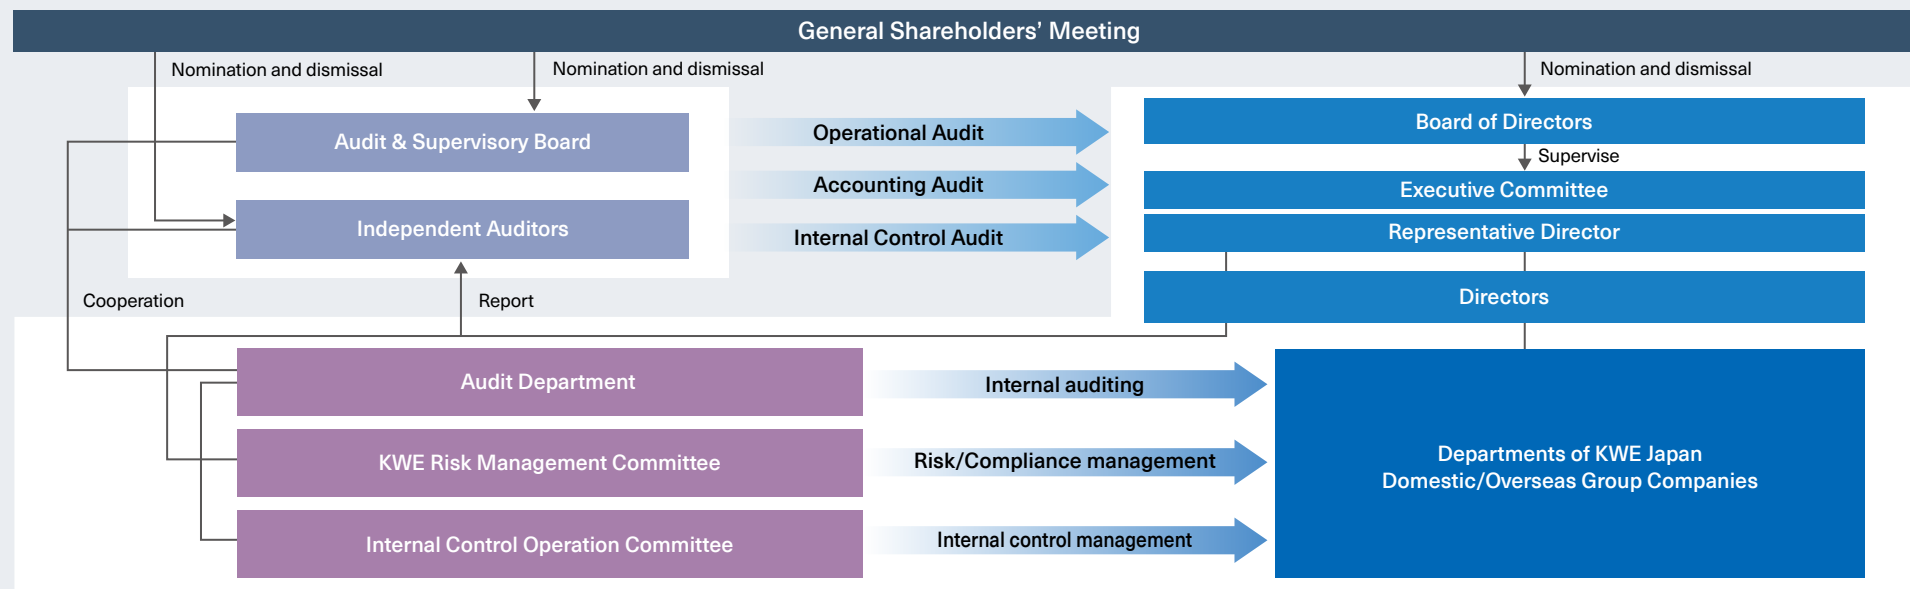 General Shareholders’ Meeting
Nomination and dismissal
Nomination and dismissal
Nomination and dismissal
Audit & Supervisory Board
Independent Auditors
Operational Audit
Accounting Audit
Internal Control Audit
Board of Directors
Supervise
Executive Committee
Representative Director
Directors
Cooperation
Report
Audit Department
KWE Risk Management Committee
Internal Control Operation Committee
Internal auditing
Risk/Compliance management
Internal control management
Departments of KWE Japan
Domestic/Overseas Group Companies